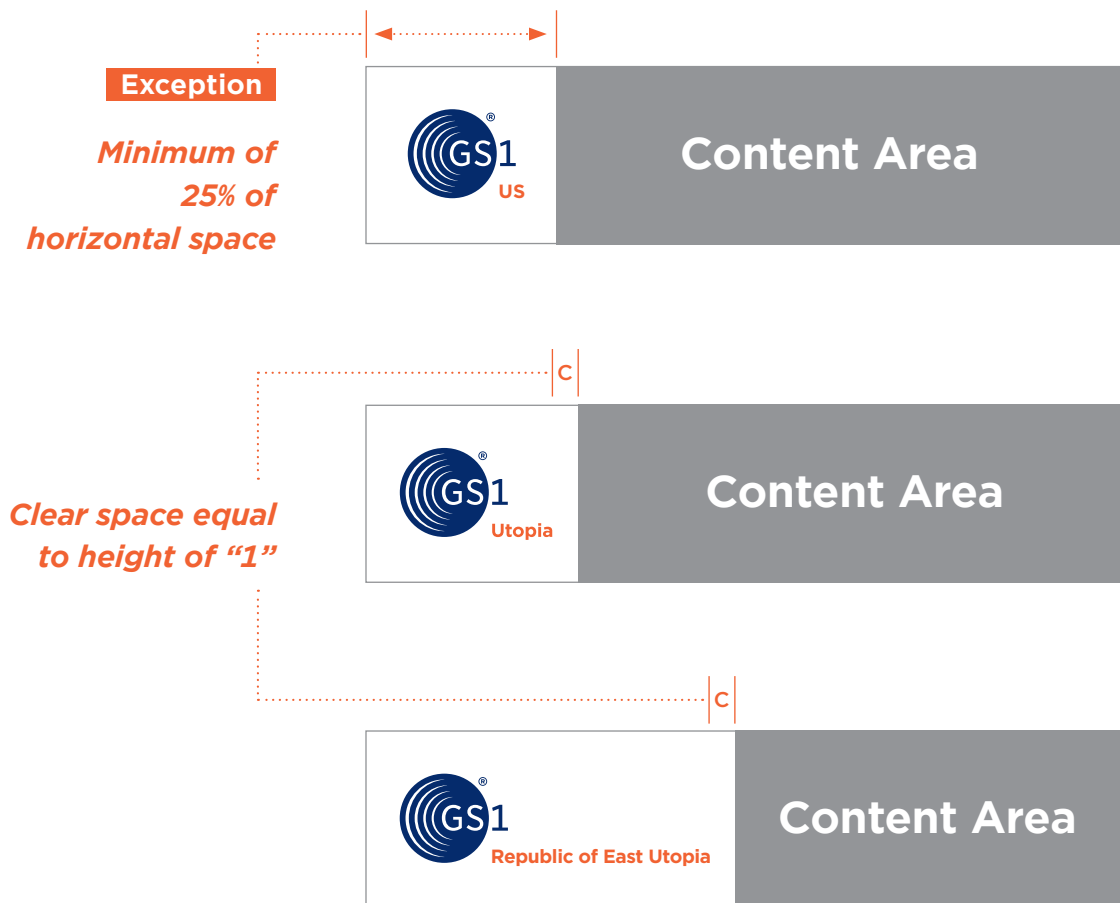 Exception
Minimum of
25% of
horizontal space
GS1®
US
Content Area
C
GS1®
Utopia
Content Area
Clear space equal
to height of “1”
C
GS1®
Republic of East Utopia
Content Area